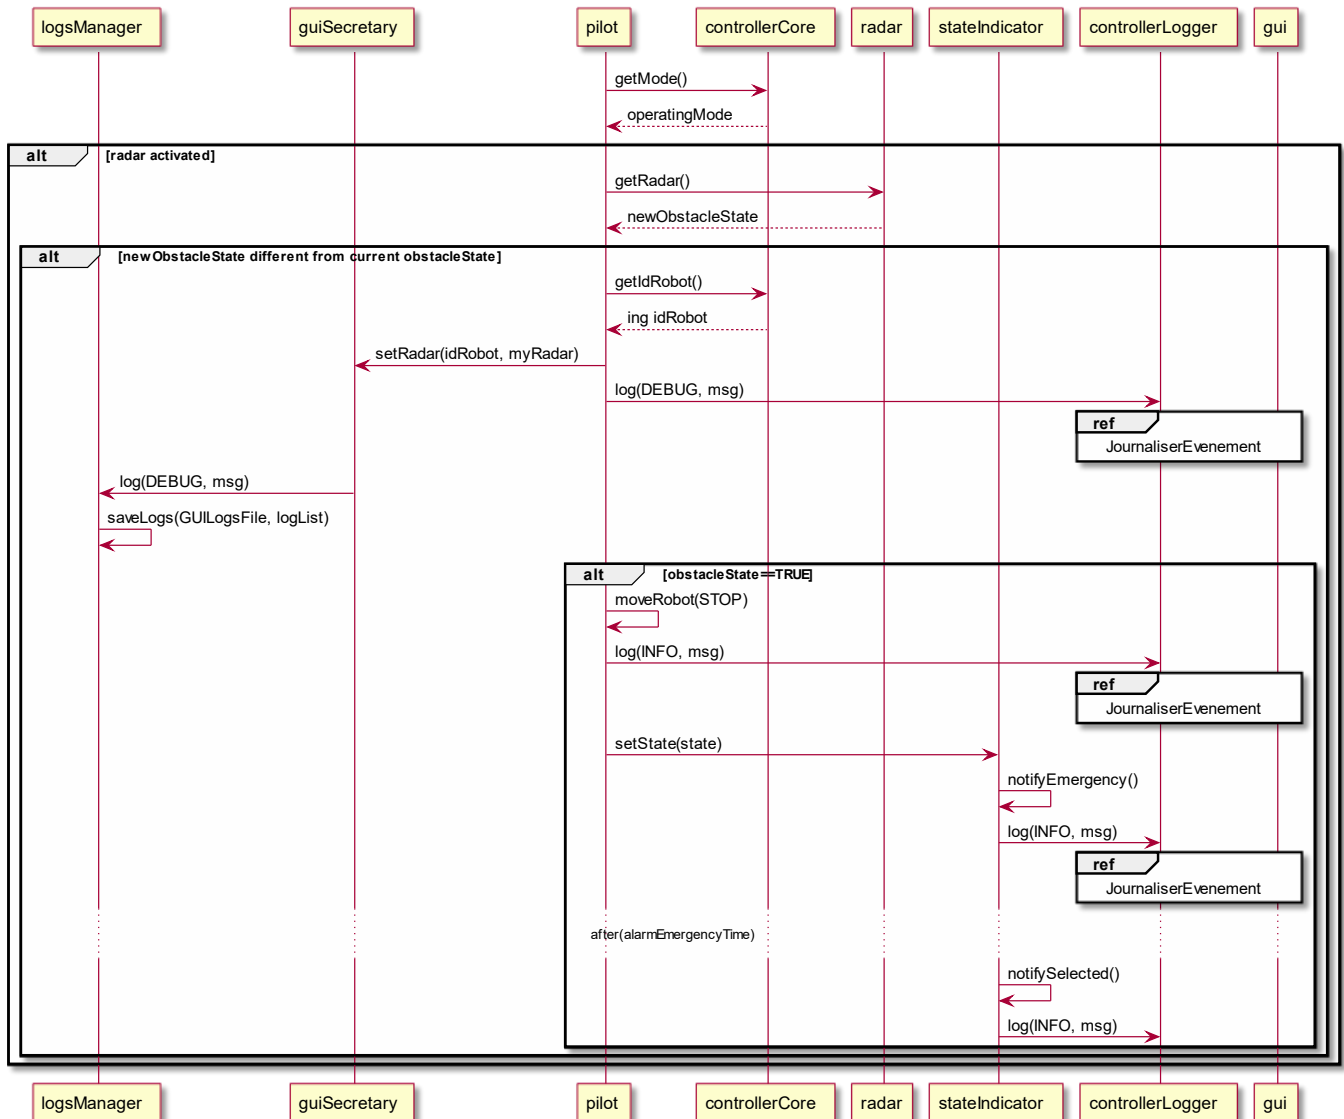 logsManager guiSecretary pilot controllerCore radar stateIndicator controllerLogger gui
getMode()
operatingMode
alt [radar activated]
getRadar()
newObstacleState
alt [newObstacleState different from current obstacleState]
getIdRobot()
ing idRobot
setRadar(idRobot, myRadar)
log(DEBUG, msg)
ref
JournaliserEvenement
log(DEBUG, msg)
saveLogs(GUILogsFile, logList)
alt [obstacleState==TRUE]
moveRobot(STOP)
log(INFO, msg)
ref
JournaliserEvenement
setState(state)
notifyEmergency()
log(INFO, msg)
ref
JournaliserEvenement
after(alarmEmergencyTime)
notifySelected()
log(INFO, msg)
logsManager guiSecretary pilot controllerCore radar stateIndicator controllerLogger gui